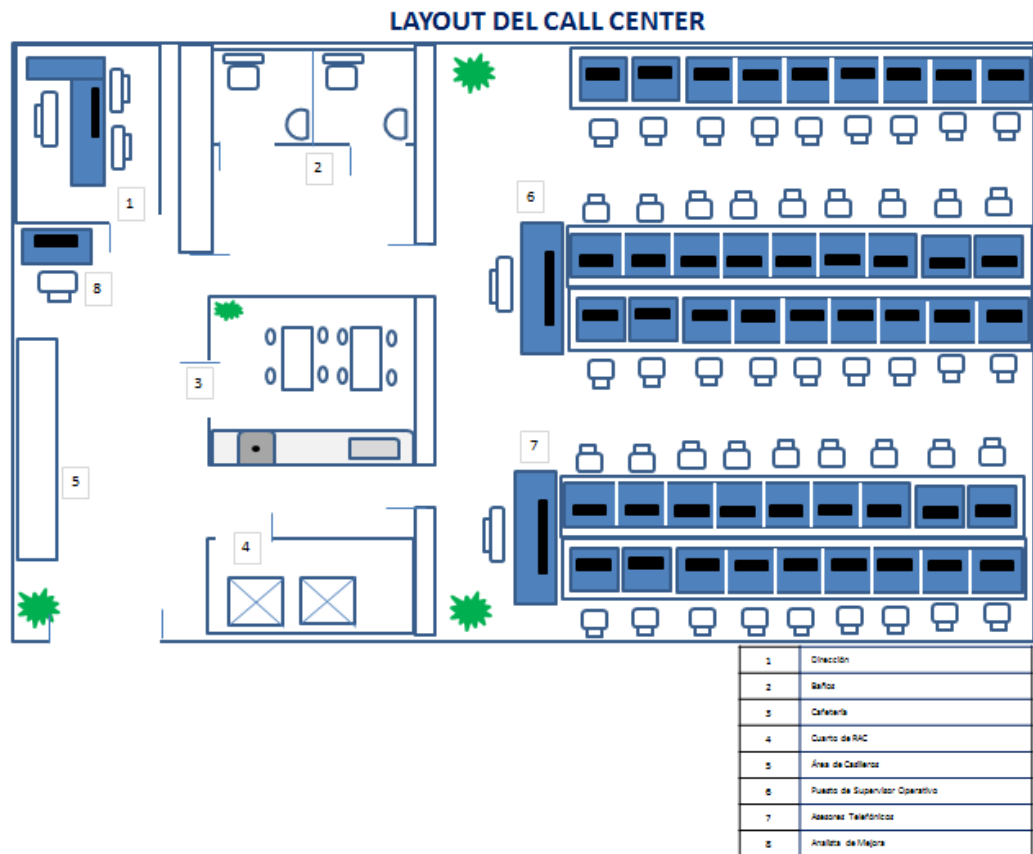 LAYOUT DEL CALL CENTER
1
2
6
8
3
7
5
4
1 Dirección
2 Baños
3 Cafetería
4 Cuarto de RAC
5 Área de Casilleros
6 Puesto de Supervisor Operativo
7 Asesores Telefónicos
8 Analista de Mejora